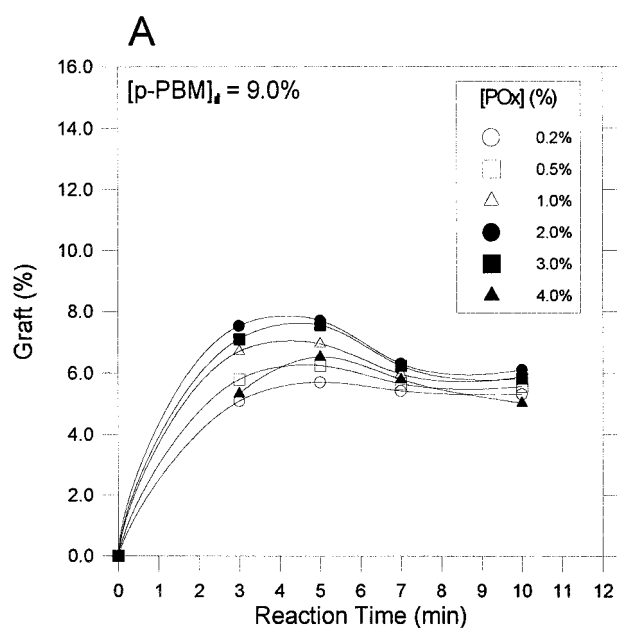 A
[p-PBM] = 9.0%
[POx] (%)
0.2%
0.5%
1.0%
2.0%
3.0%
4.0%
16.0
14.0
12.0
10.0
8.0
6.0
4.0
2.0
0.0
Graft (%)
0 1 2 3 4 5 6 7 8 9 10 11 12
Reaction Time (min)